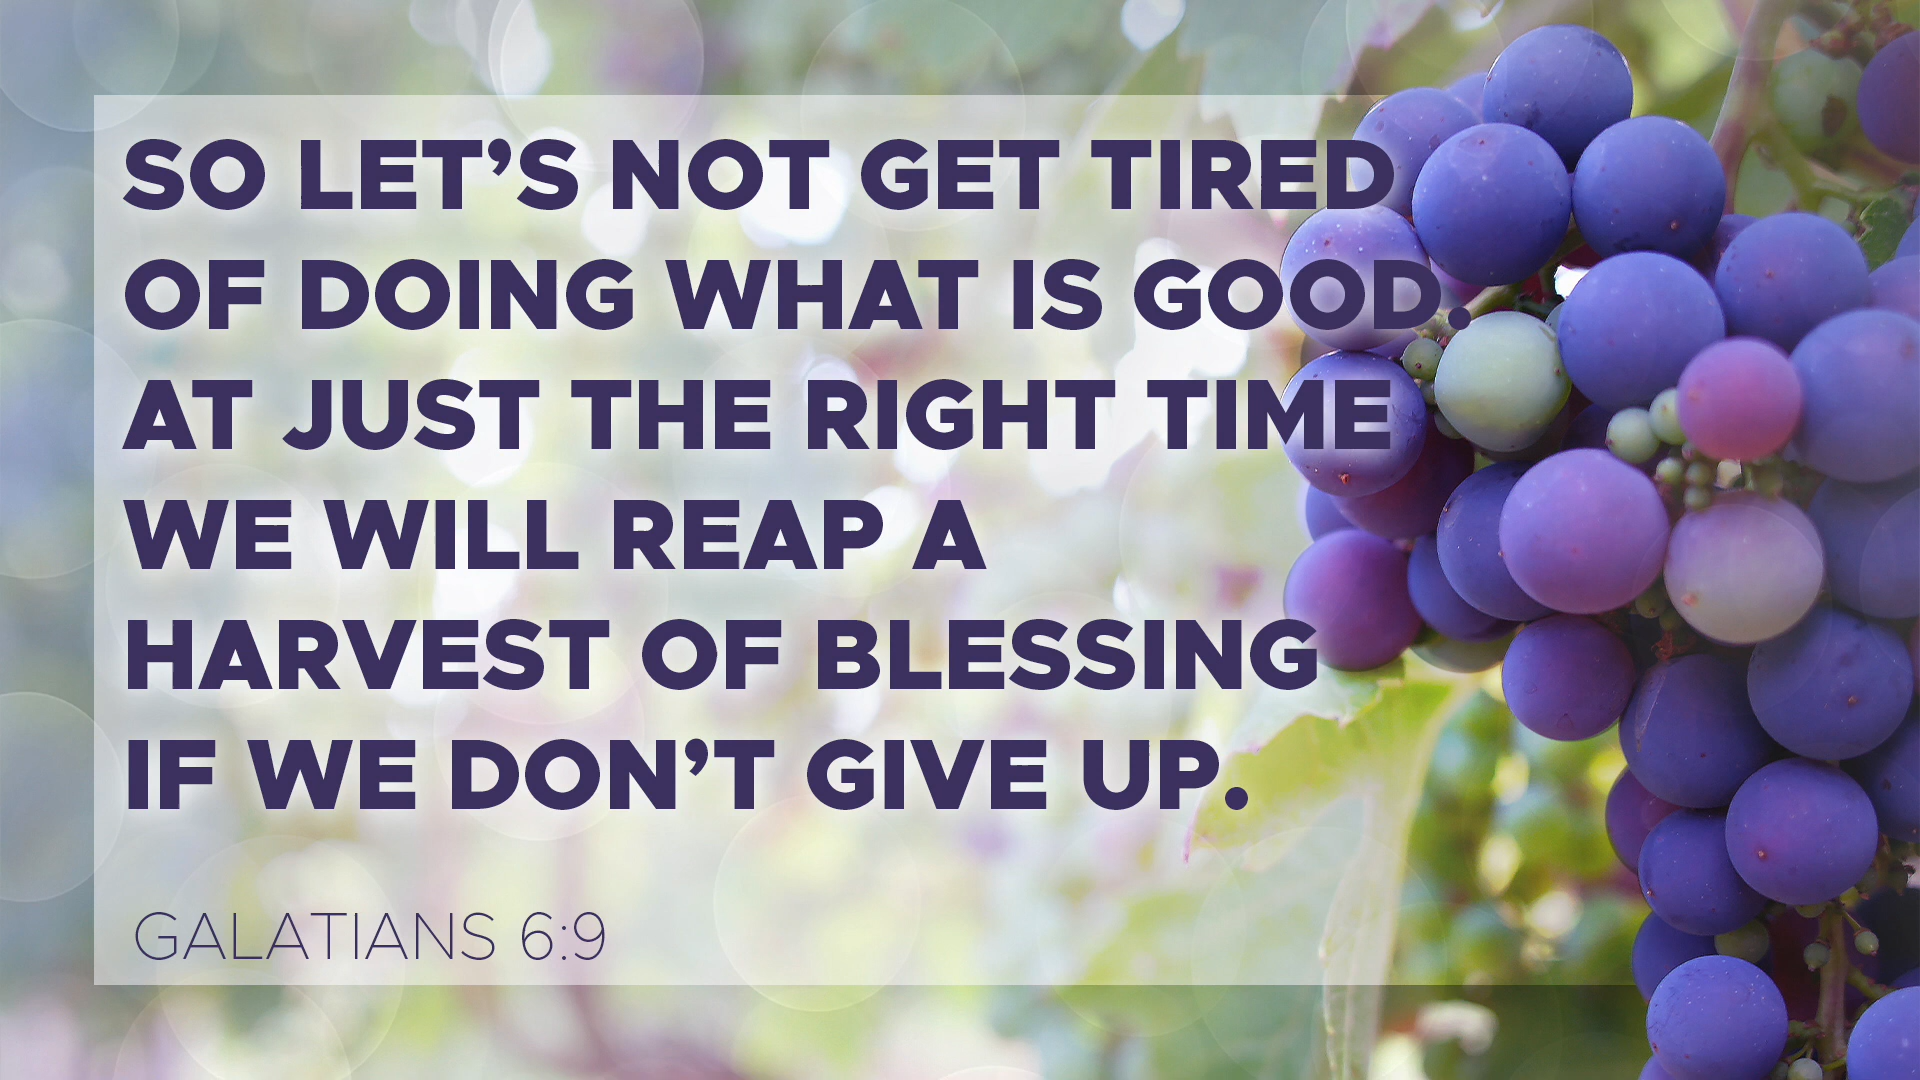 SO LET’S NOT GET TIRED
OF DOING WHAT IS GOOD.
AT JUST THE RIGHT TIME
WE WILL REAP A
HARVEST OF BLESSING
IF WE DON’T GIVE UP.
GALATIANS 6:9